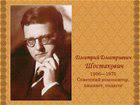 Дмитрий Дмитриевич
Шостакович
1906—1975
Советский композитор,
пианист, педагог